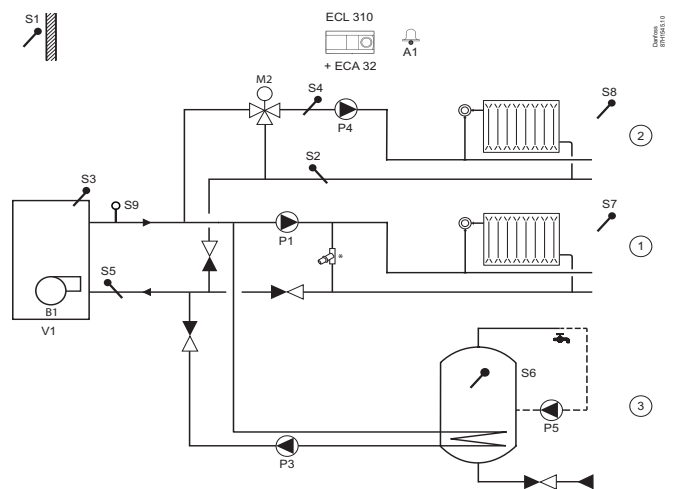 S1
ECL 310
A1
+ ECA 32
Danfoss
87H1545.10
M2
S4
S8
P4
2
S2
S3
S9
S7
P1
*
1
S5
B1
V1
S6
3
P5
P3